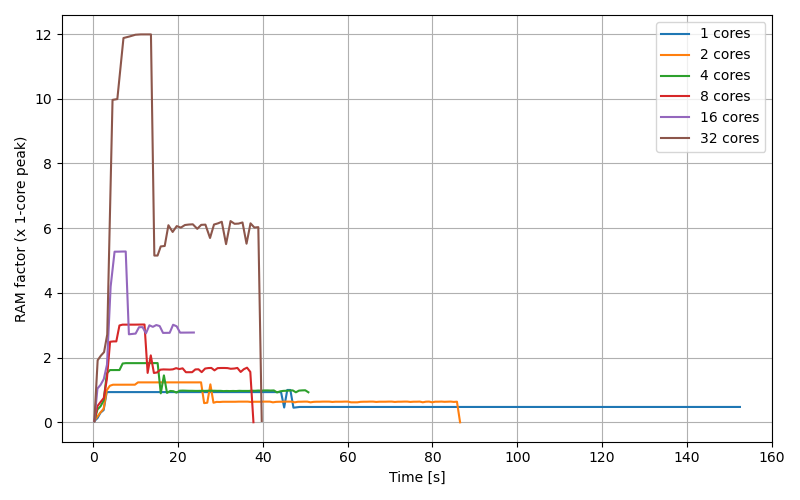 12
10
8
6
4
2
0
RAM factor (x 1-core peak)
0 20 40 60 80 100 120 140 160
Time [s]
1 cores
2 cores
4 cores
8 cores
16 cores
32 cores